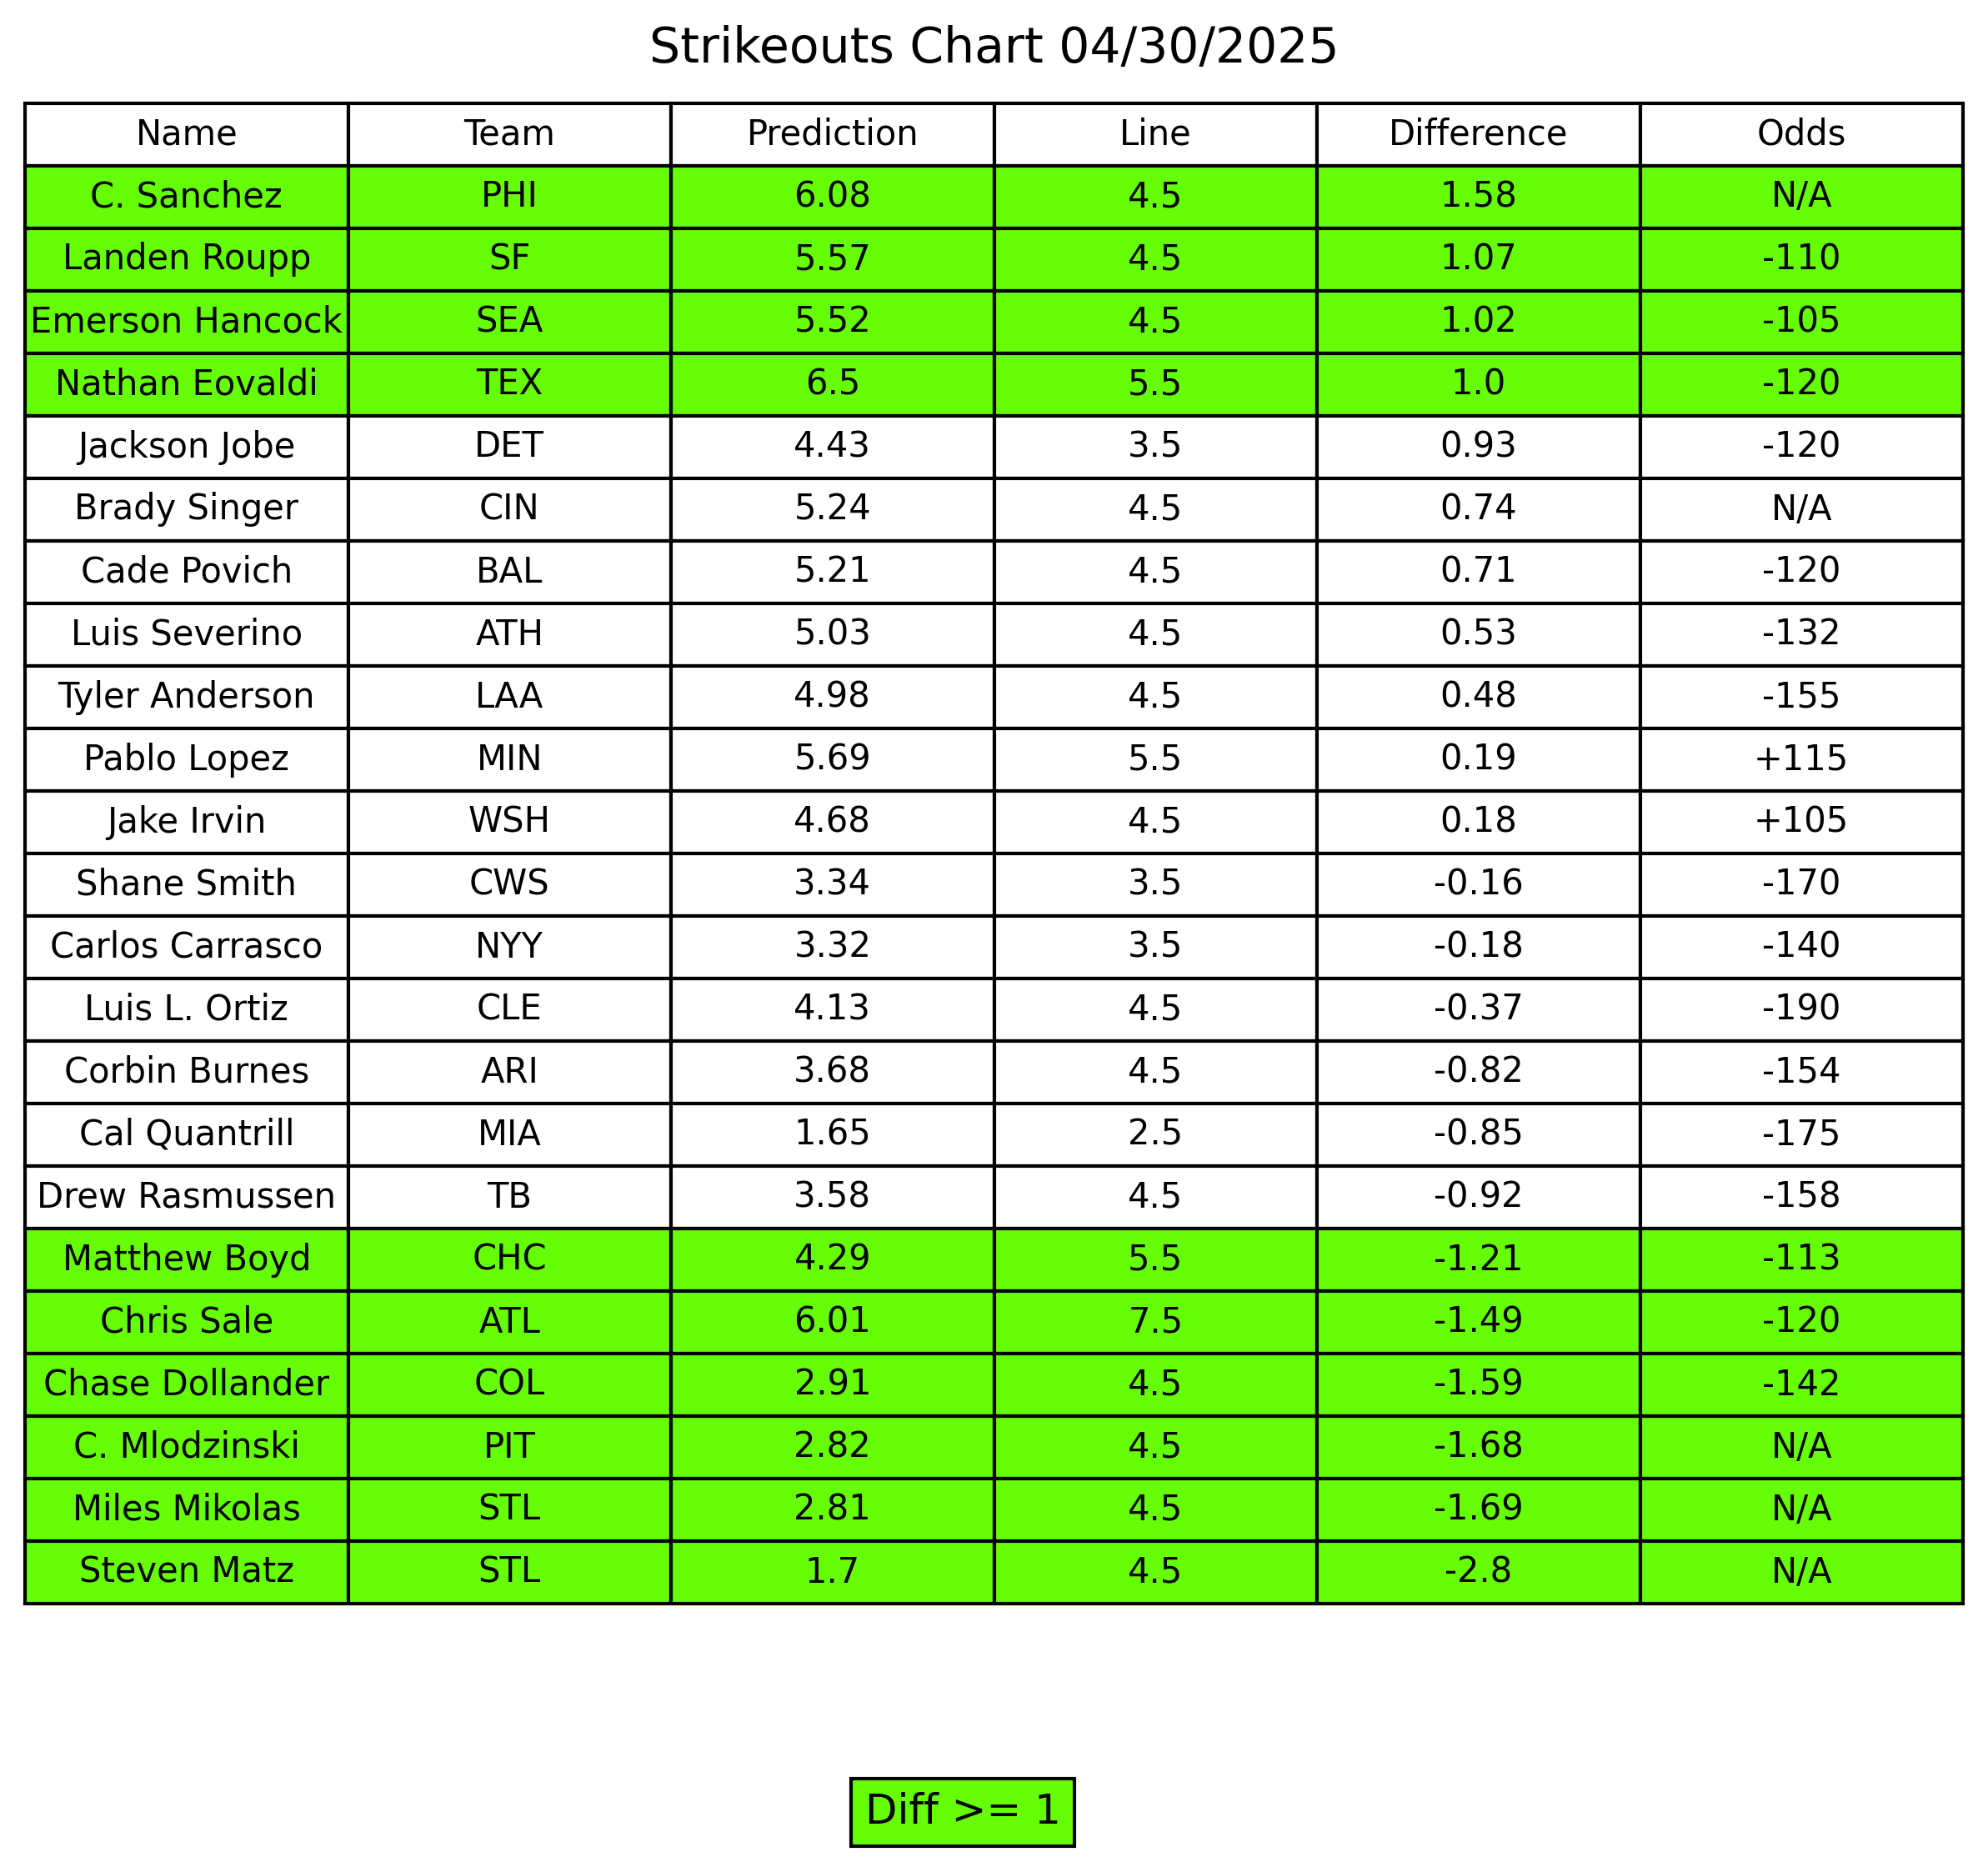 Strikeouts Chart 04/30/2025
Name Team Prediction Line Difference Odds
C. Sanchez PHI 6.08 4.5 1.58 N/A
Landen Roupp SF 5.57 4.5 1.07 -110
Emerson Hancock SEA 5.52 4.5 1.02 -105
Nathan Eovaldi TEX 6.5 5.5 1.0 -120
Jackson Jobe DET 4.43 3.5 0.93 -120
Brady Singer CIN 5.24 4.5 0.74 N/A
Cade Povich BAL 5.21 4.5 0.71 -120
Luis Severino ATH 5.03 4.5 0.53 -132
Tyler Anderson LAA 4.98 4.5 0.48 -155
Pablo Lopez MIN 5.69 5.5 0.19 +115
Jake Irvin WSH 4.68 4.5 0.18 +105
Shane Smith CWS 3.34 3.5 -0.16 -170
Carlos Carrasco NYY 3.32 3.5 -0.18 -140
Luis L. Ortiz CLE 4.13 4.5 -0.37 -190
Corbin Burnes ARI 3.68 4.5 -0.82 -154
Cal Quantrill MIA 1.65 2.5 -0.85 -175
Drew Rasmussen TB 3.58 4.5 -0.92 -158
Matthew Boyd CHC 4.29 5.5 -1.21 -113
Chris Sale ATL 6.01 7.5 -1.49 -120
Chase Dollander COL 2.91 4.5 -1.59 -142
C. Mlodzinski PIT 2.82 4.5 -1.68 N/A
Miles Mikolas STL 2.81 4.5 -1.69 N/A
Steven Matz STL 1.7 4.5 -2.8 N/A
Diff >= 1